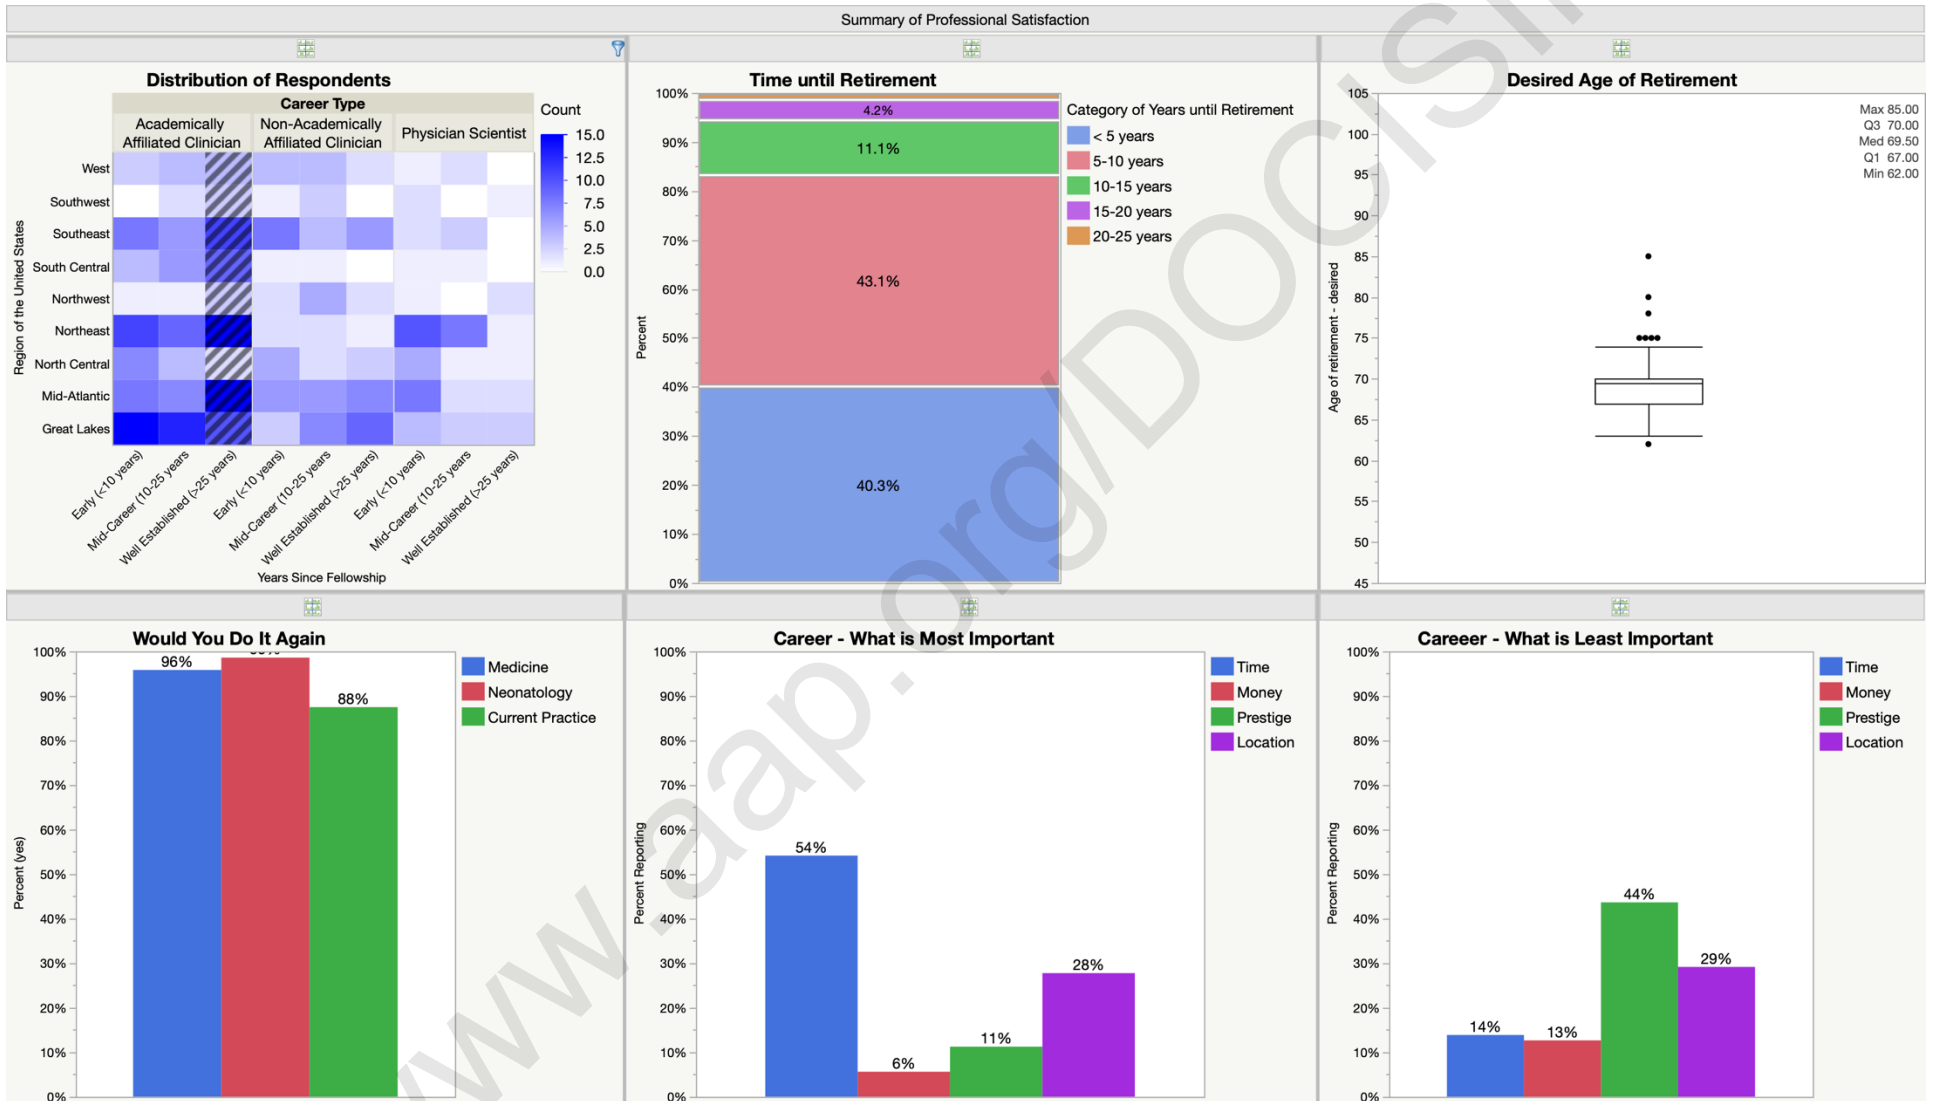 Summary of Professional Satisfaction
Distribution of Respondents
Career Type
Academically
Affiliated Clinician
Non-Academically
Affiliated Clinician
Physician Scientist
Count
15.0
12.5
10.0
7.5
5.0
2.5
0.0
Region of the United States
West
Southwest
Southeast
South Central
Northwest
Northeast
North Central
Mid-Atlantic
Great Lakes
Early (<10 years)
Mid-Career (10-25 years
Well Established (>25 years)
Early (<10 years)
Mid-Career (10-25 years
Well Established (>25 years)
Early (<10 years)
Mid-Career (10-25 years
Well Established (>25 years)
Years Since Fellowship
Time until Retirement
Percent
100%
90%
80%
70%
60%
50%
40%
30%
20%
10%
0%
4.2%
11.1%
43.1%
40.3%
Category of Years until Retirement
< 5 years
5-10 years
10-15 years
15-20 years
20-25 years
Desired Age of Retirement
Age of retirement - desired
105
100
95
90
85
80
75
70
65
60
55
50
45
Max 85.00
Q3 70.00
Med 69.50
Q1 67.00
Min 62.00
Would You Do It Again
Percent (yes)
100%
90%
80%
70%
60%
50%
40%
30%
20%
10%
0%
96%
88%
Medicine
Neonatology
Current Practice
Career - What is Most Important
Percent Reporting
100%
90%
80%
70%
60%
50%
40%
30%
20%
10%
0%
54%
6%
11%
28%
Time
Money
Prestige
Location
Careeer - What is Least Important
Percent Reporting
100%
90%
80%
70%
60%
50%
40%
30%
20%
10%
0%
14%
13%
44%
29%
Time
Money
Prestige
Location
www.aap.org/DOCISIn